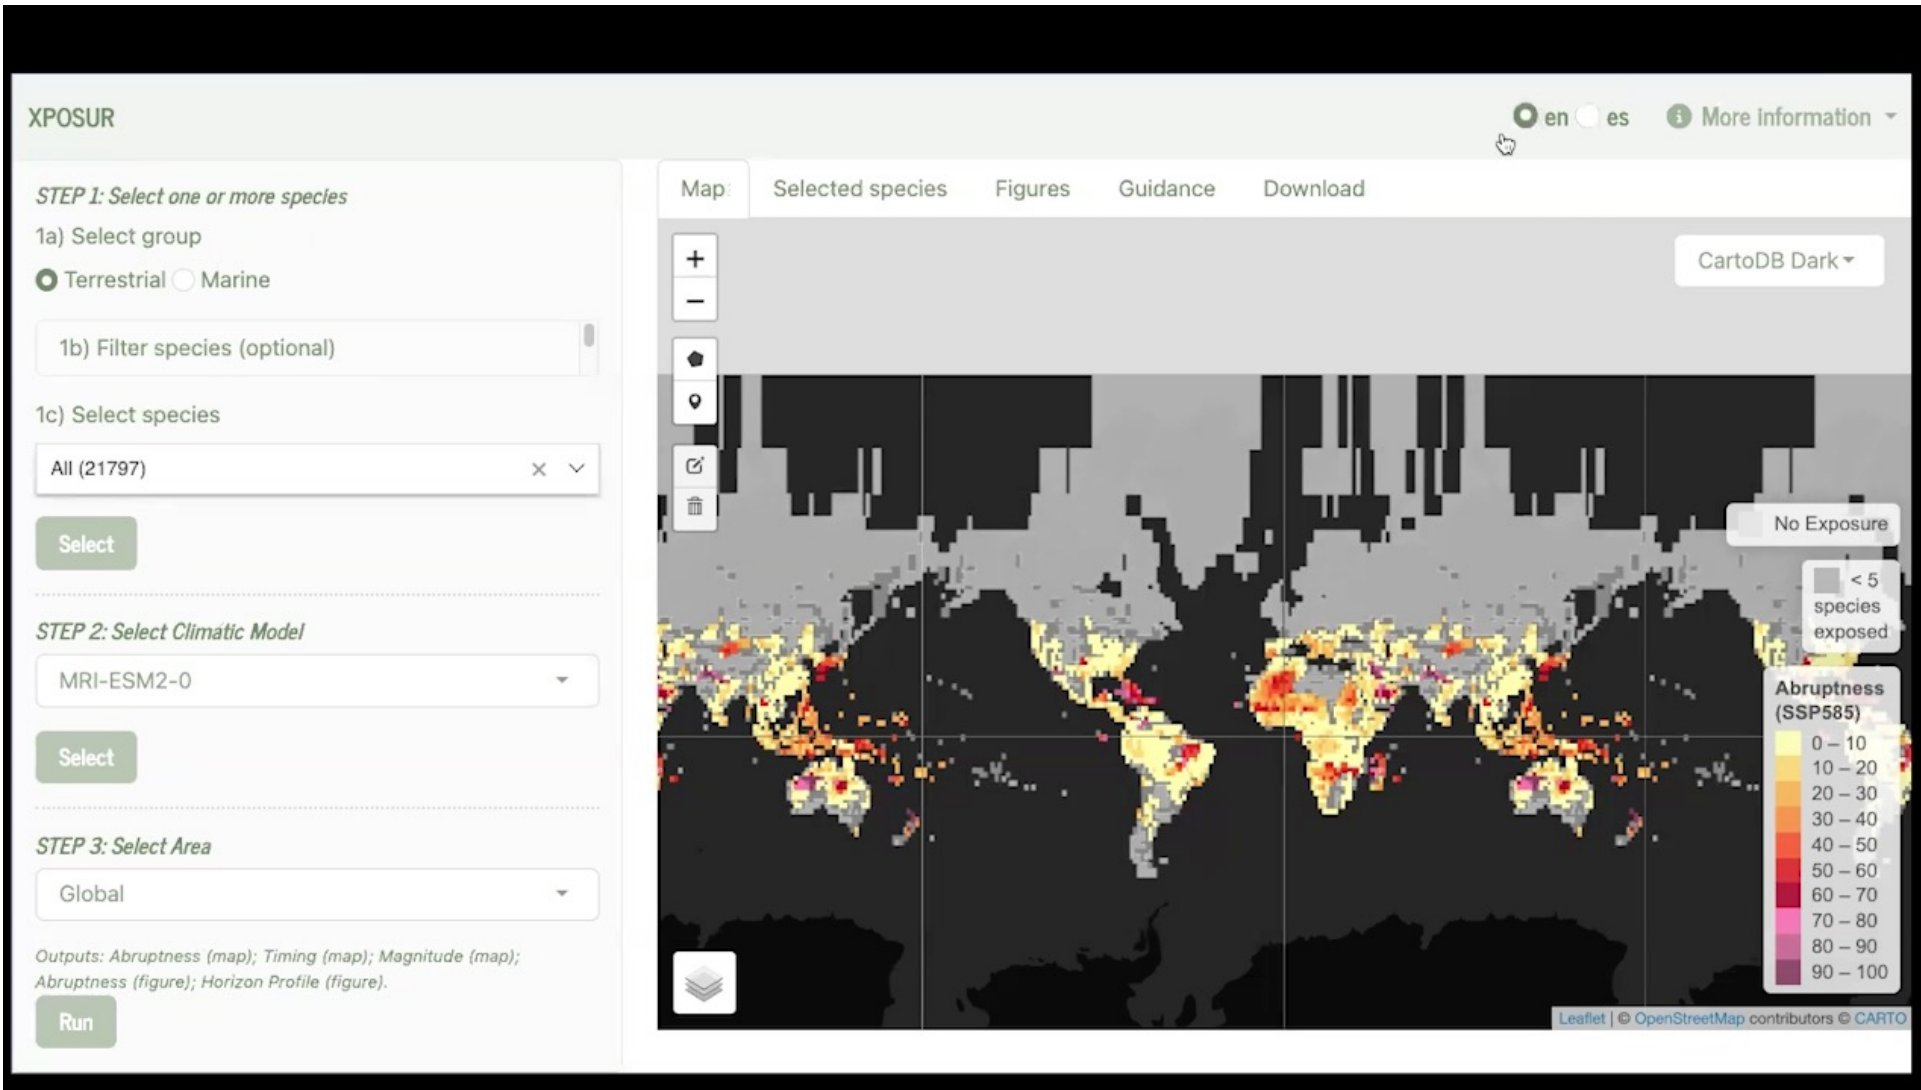 XPOSUR
en es More information
STEP 1: Select one or more species
1a) Select group
Terrestrial Marine
1b) Filter species (optional)
1c) Select species
All (21797)
Select
STEP 2: Select Climatic Model
MRI-ESM2-0
Select
STEP 3: Select Area
Global
Outputs: Abruptness (map); Timing (map); Magnitude (map);
Abruptness (figure); Horizon Profile (figure).
Run
Map Selected species Figures Guidance Download
+
−
CartoDB Dark
No Exposure
< 5
species
exposed
Abruptness
(SSP585)
0 – 10
10 – 20
20 – 30
30 – 40
40 – 50
50 – 60
60 – 70
70 – 80
80 – 90
90 – 100
Leaflet | © OpenStreetMap contributors © CARTO